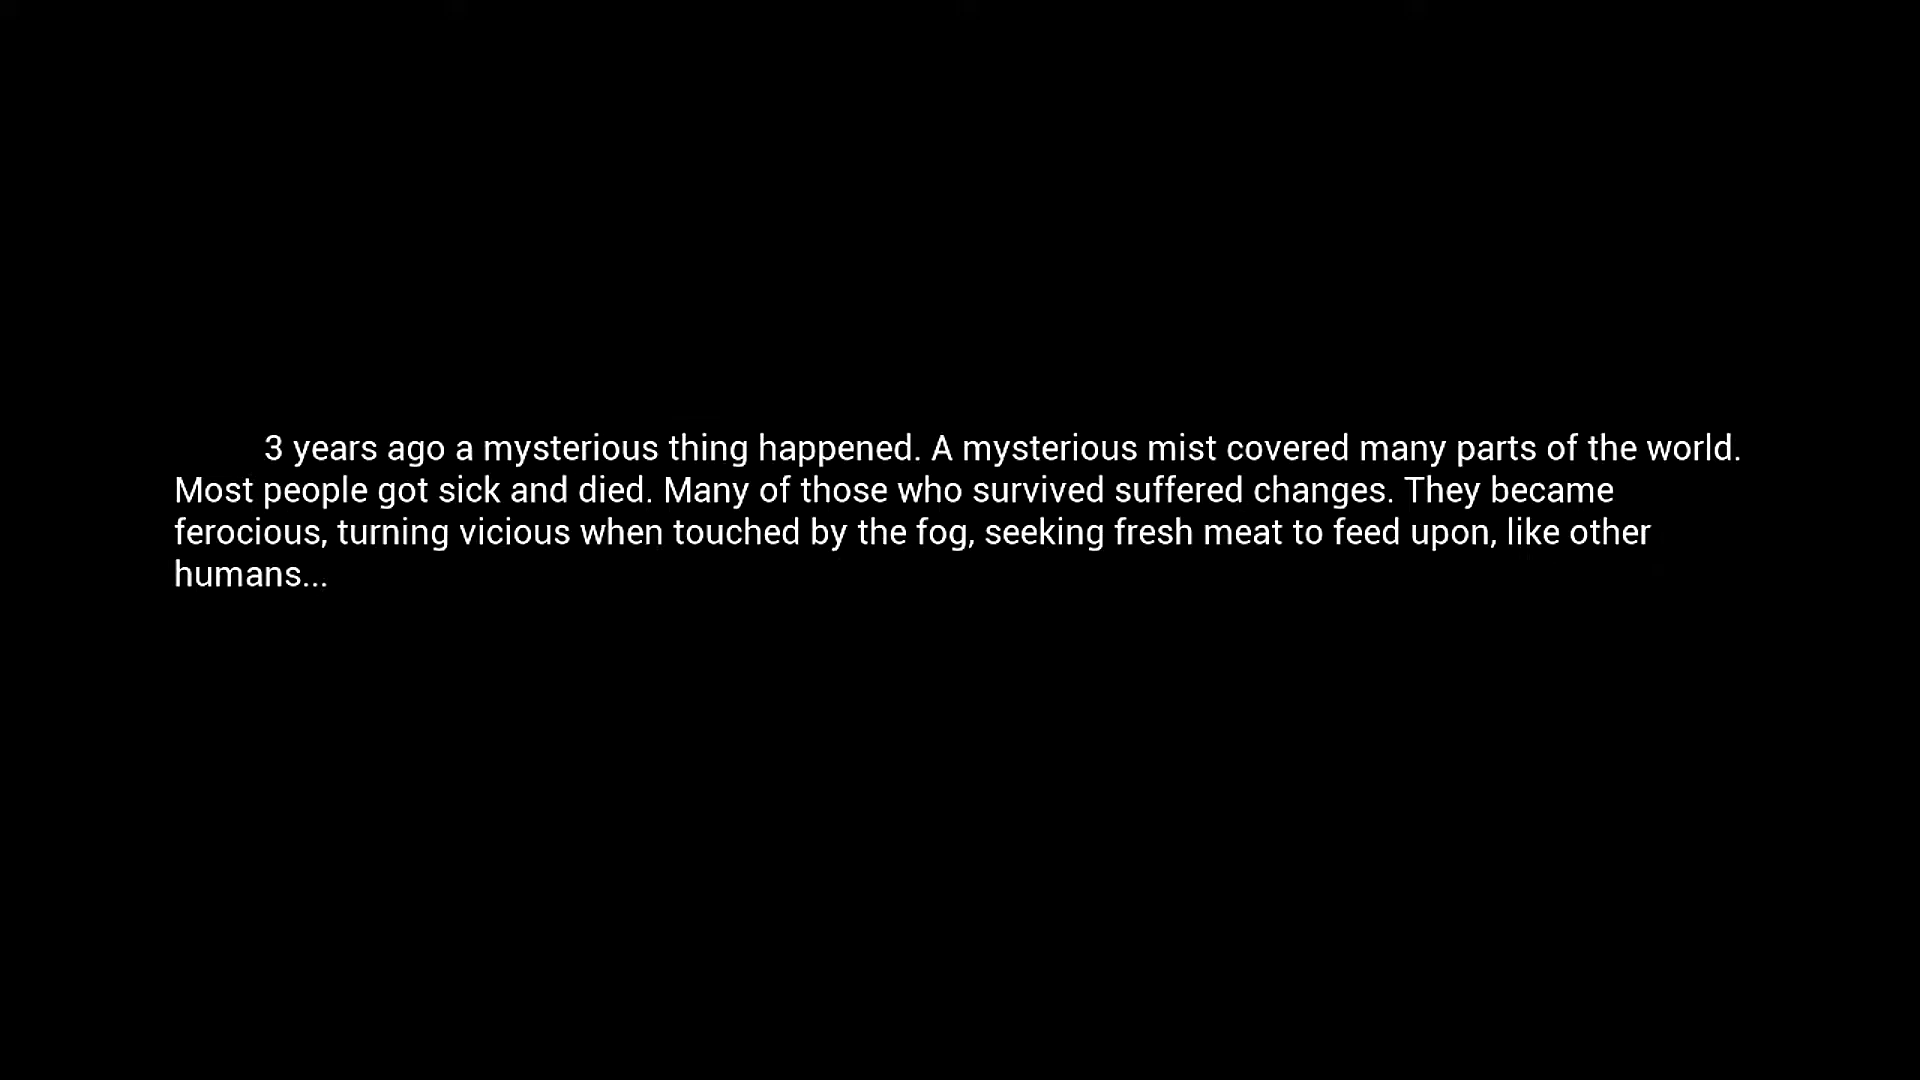 3 years ago a mysterious thing happened. A mysterious mist covered many parts of the world.
Most people got sick and died. Many of those who survived suffered changes. They became
ferocious, turning vicious when touched by the fog, seeking fresh meat to feed upon, like other
humans...